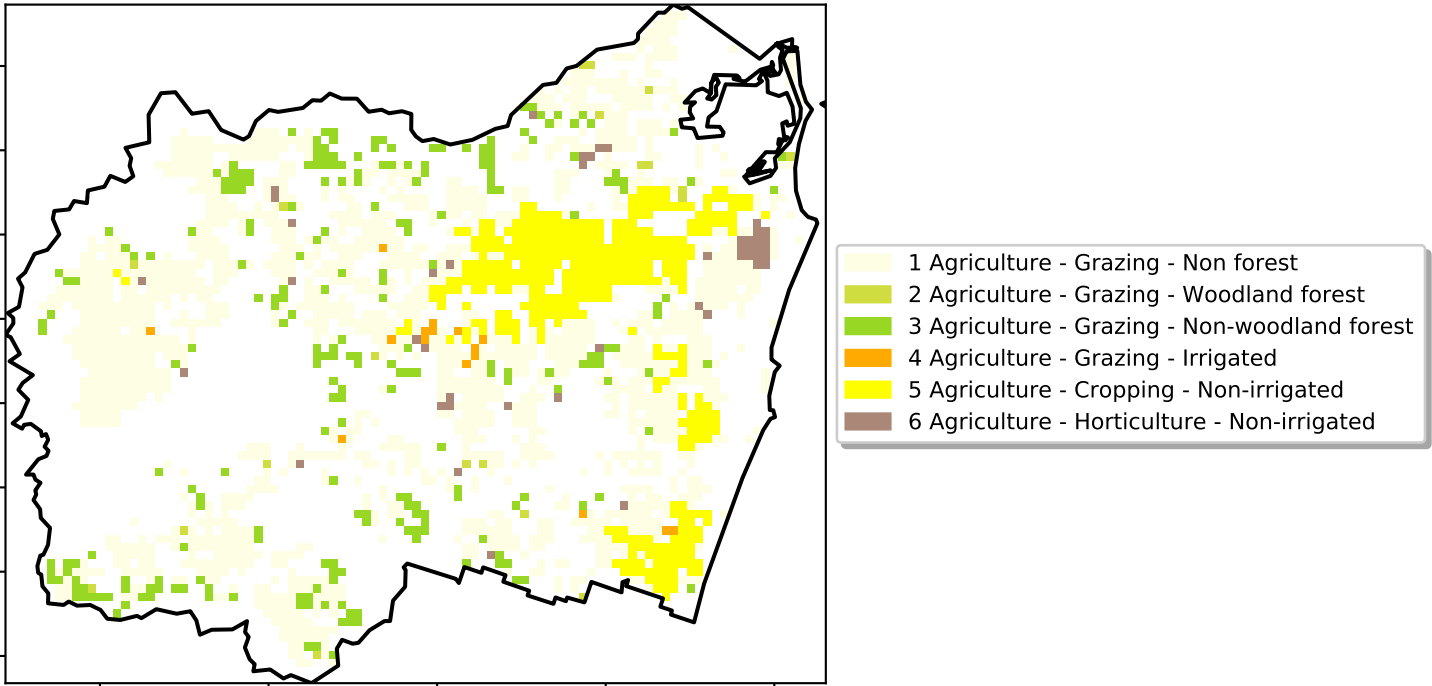 1 Agriculture - Grazing - Non forest
2 Agriculture - Grazing - Woodland forest
3 Agriculture - Grazing - Non-woodland forest
4 Agriculture - Grazing - Irrigated
5 Agriculture - Cropping - Non-irrigated
6 Agriculture - Horticulture - Non-irrigated